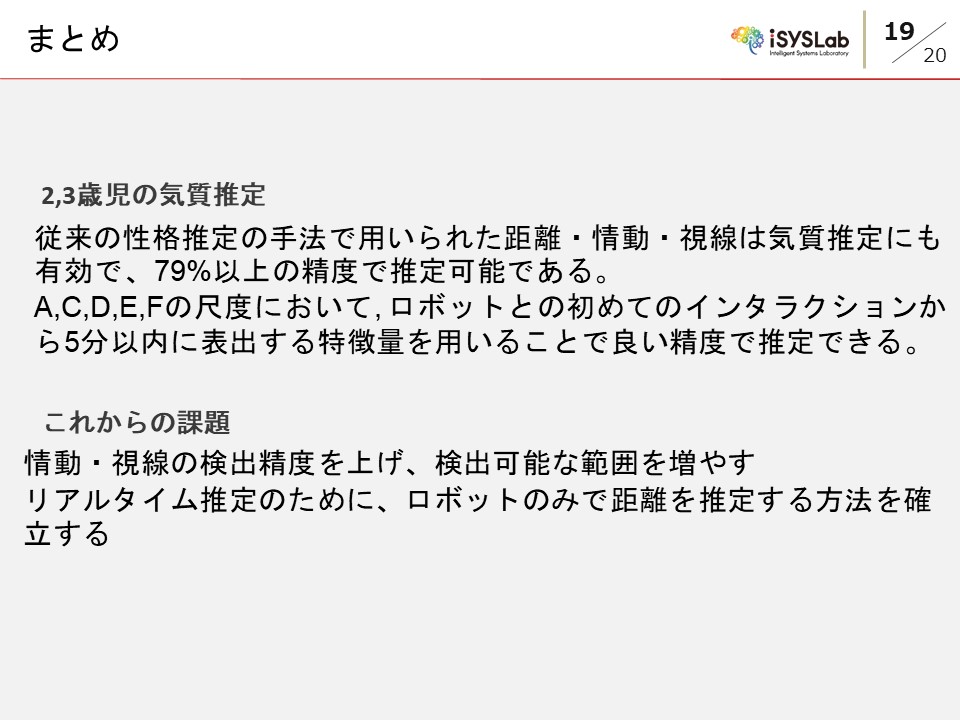 まとめ
iSYSLab
Intelligent Systems Laboratory
19
20
2,3歳児の気質推定
従来の性格推定の手法で用いられた距離・情動・視線は気質推定にも
有効で、79%以上の精度で推定可能である。
A,C,D,E,Fの尺度において, ロボットとの初めてのインタラクションか
ら5分以内に表出する特徴量を用いることで良い精度で推定できる。
これからの課題
情動・視線の検出精度を上げ、検出可能な範囲を増やす
リアルタイム推定のために、ロボットのみで距離を推定する方法を確
立する